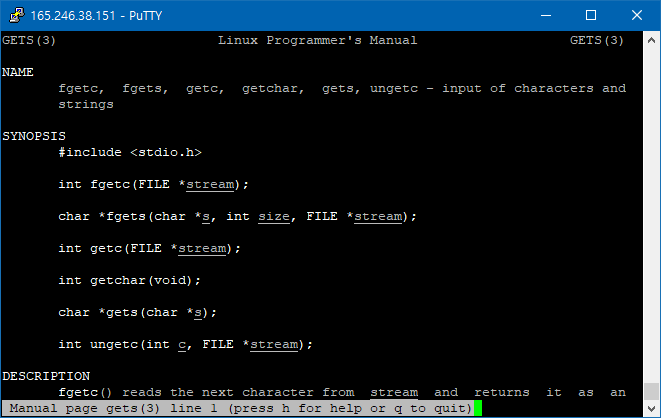 165.246.38.151 - PuTTY
GETS(3) Linux Programmer's Manual GETS(3)
NAME
fgetc, fgets, getc, getchar, gets, ungetc - input of characters and
strings
SYNOPSIS
#include <stdio.h>
int fgetc(FILE *stream);
char *fgets(char *s, int size, FILE *stream);
int getc(FILE *stream);
int getchar(void);
char *gets(char *s);
int ungetc(int c, FILE *stream);
DESCRIPTION
fgetc() reads the next character from stream and returns it as an
Manual page gets(3) line 1 (press h for help or q to quit)